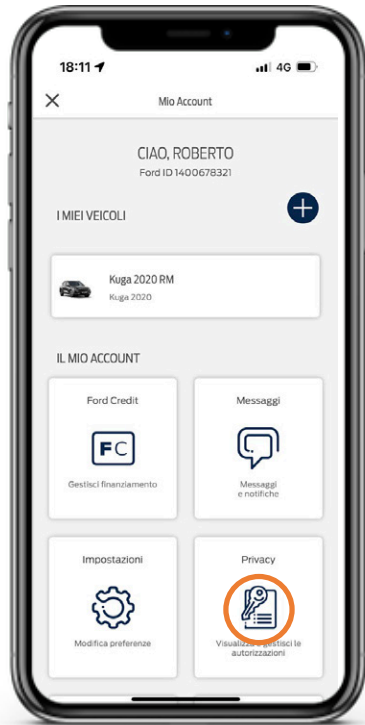 18:11 4G
Mio Account
CIAO, ROBERTO
Ford ID 1400678321
I MIEI VEICOLI
Kuga 2020 RM
Kuga 2020
IL MIO ACCOUNT
Ford Credit
FC
Gestisci finanziamento
Messaggi
Messaggi
e notifiche
Impostazioni
Modifica preferenze
Privacy
Visualizza e gestisci le
autorizzazioni